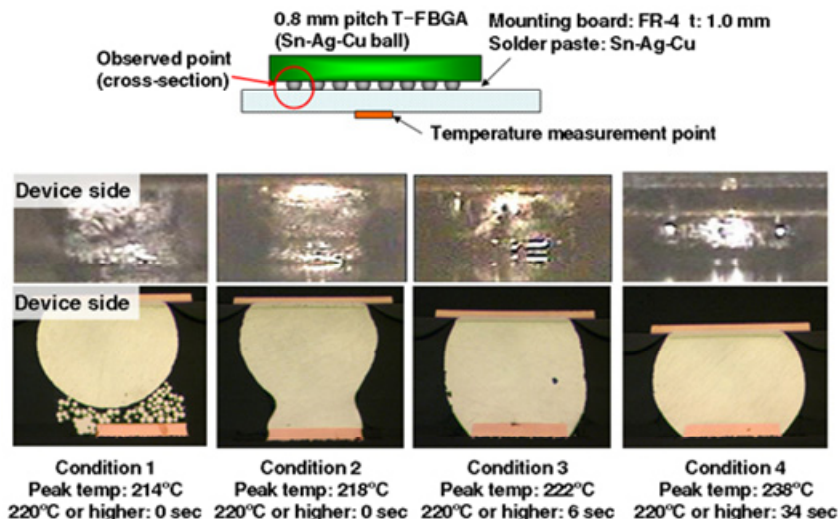 0.8 mm pitch T-FBGA
(Sn-Ag-Cu ball)
Mounting board: FR-4 t: 1.0 mm
Solder paste: Sn-Ag-Cu
Observed point
(cross-section)
Temperature measurement point
Device side
Device side
Condition 1
Peak temp: 214°C
220°C or higher: 0 sec
Condition 2
Peak temp: 218°C
220°C or higher: 0 sec
Condition 3
Peak temp: 222°C
220°C or higher: 6 sec
Condition 4
Peak temp: 238°C
220°C or higher: 34 sec